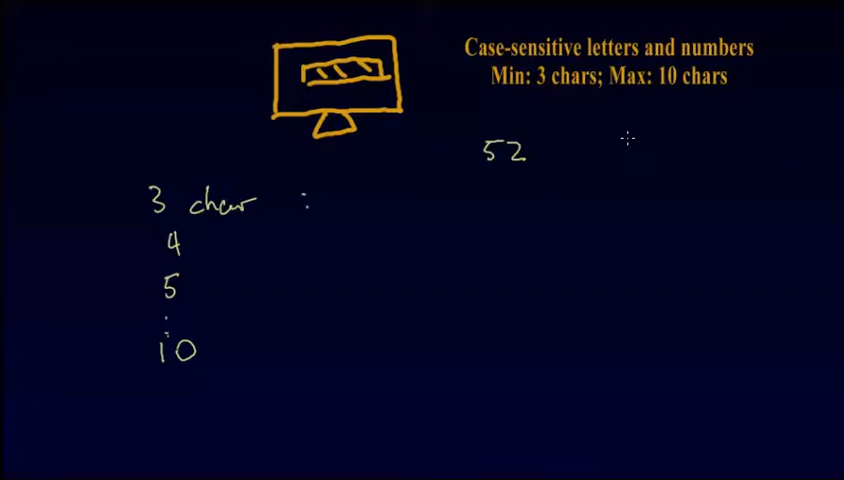 Case-sensitive letters and numbers
Min: 3 chars; Max: 10 chars
52
3 char :
4
5
:
10